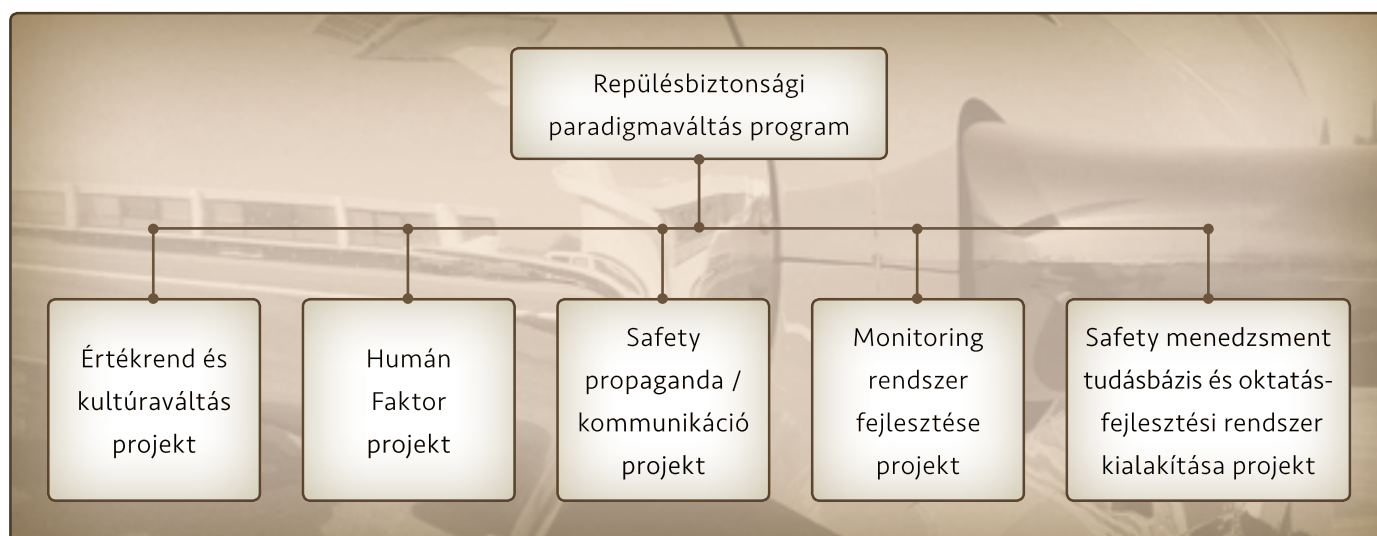 Repülésbiztonsági
paradigmaváltás program
Értékrend és
kultúraváltás
projekt
Humán
Faktor
projekt
Safety
propaganda /
kommunikáció
projekt
Monitoring
rendszer
fejlesztése
projekt
Safety menedzsment
tudásbázis és oktatás-
fejlesztési rendszer
kialakítása projekt